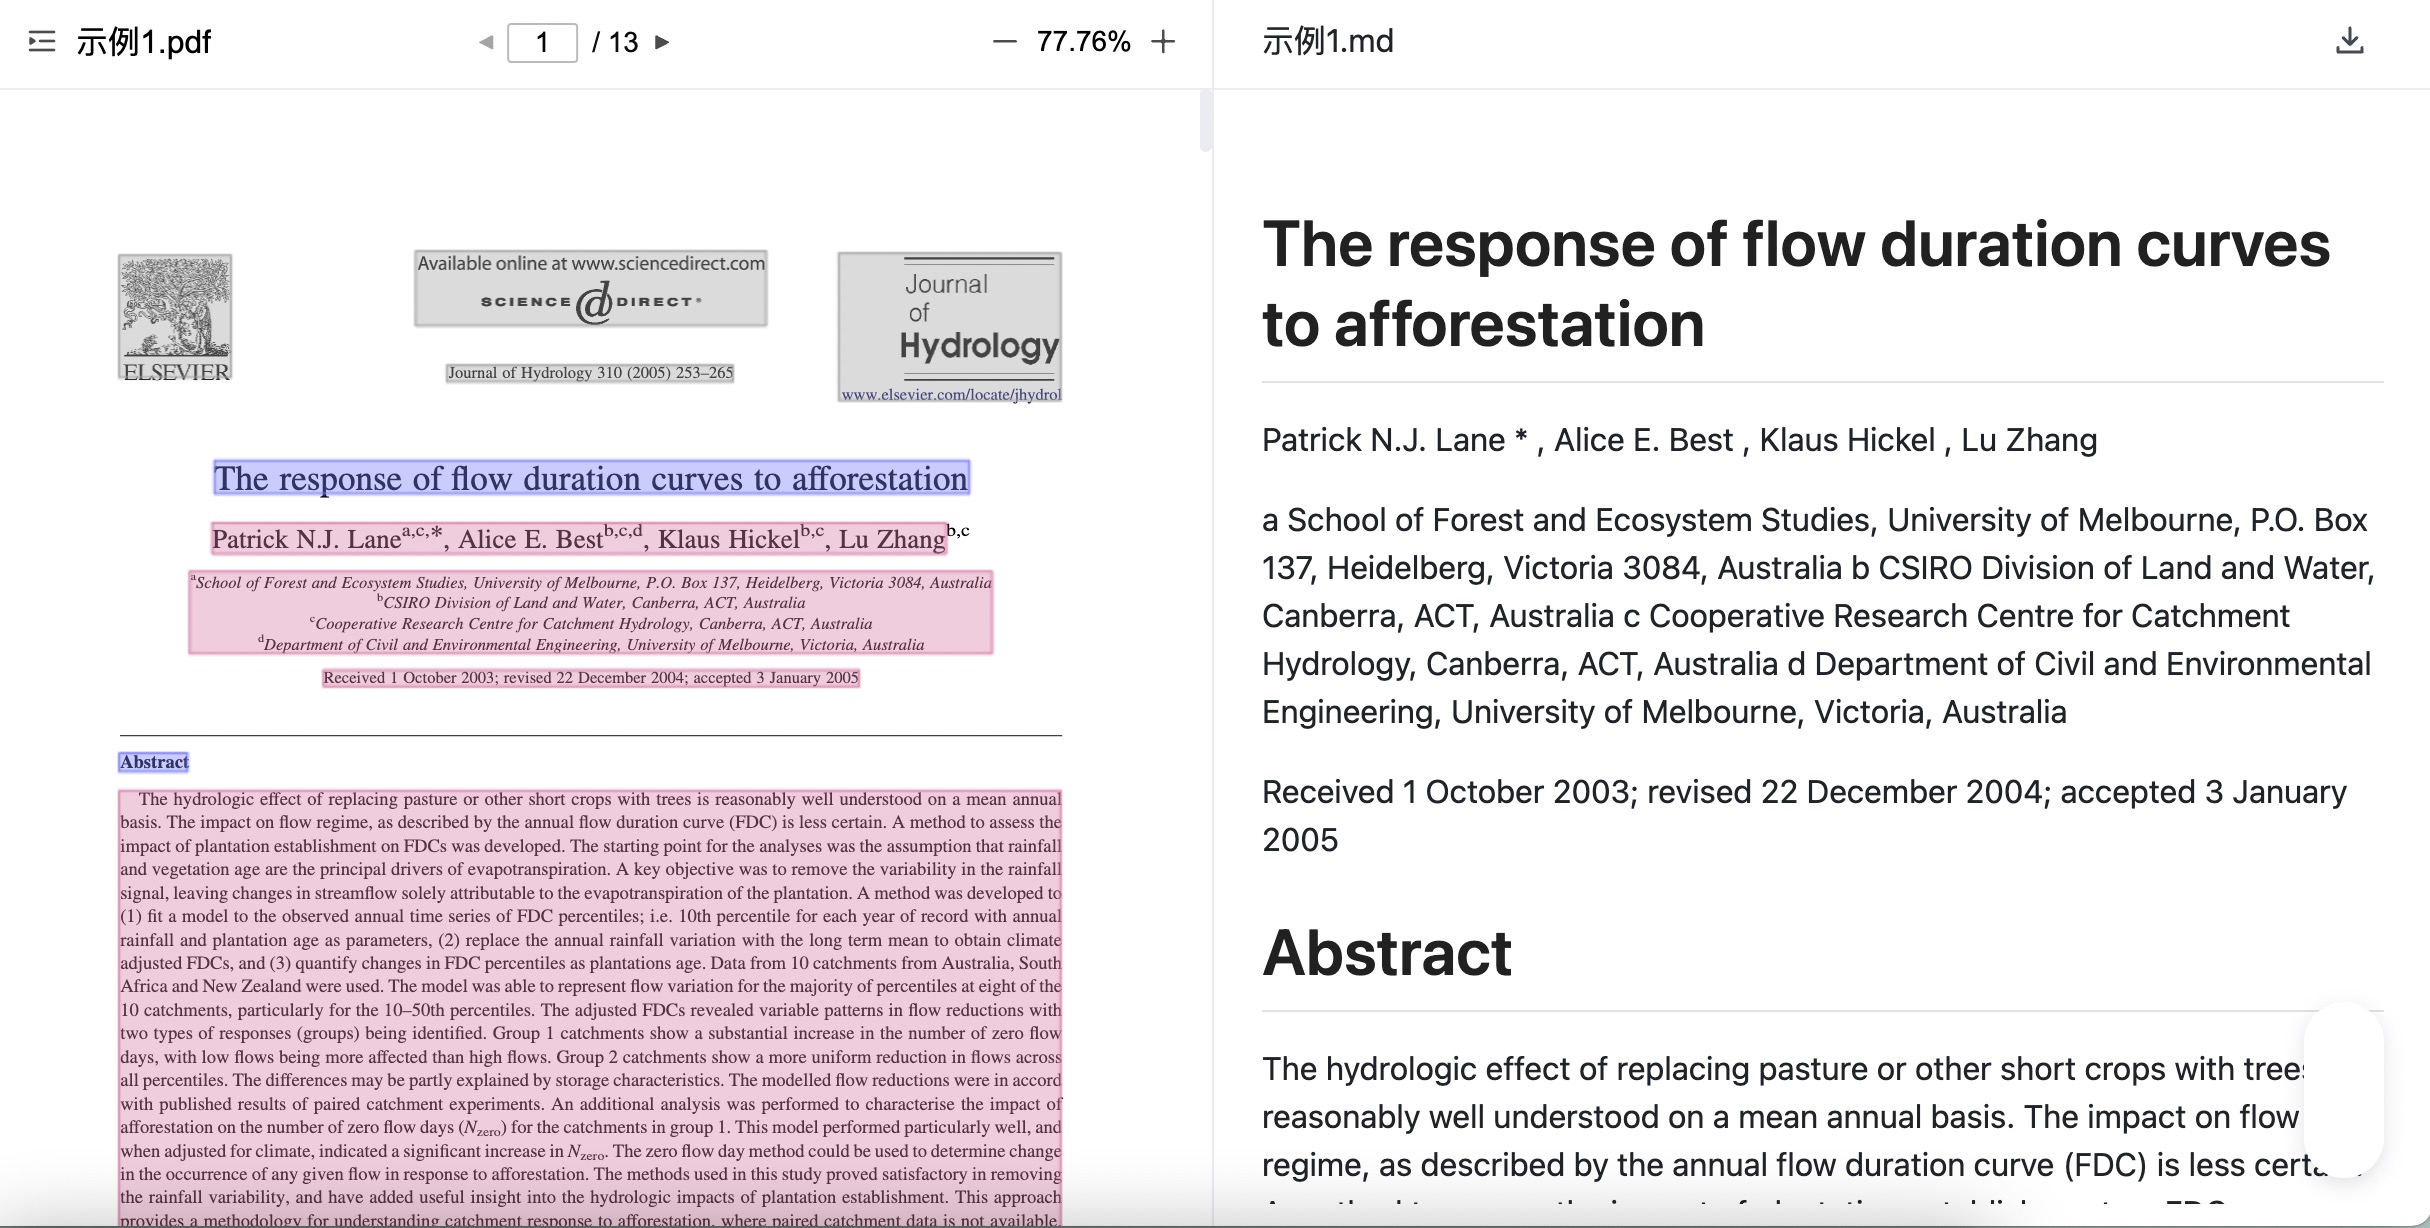 示例1.pdf
1 / 13
77.76%
示例1.md
Available online at www.sciencedirect.com
SCIENCE d DIRECT®
ELSEVIER
Journal of Hydrology 310 (2005) 253–265
Journal
of
Hydrology
www.elsevier.com/locate/jhydrol
The response of flow duration curves to afforestation
Patrick N.J. Lane^a,c,*, Alice E. Best^b,c,d, Klaus Hickel^b,c, Lu Zhang^b,c
^aSchool of Forest and Ecosystem Studies, University of Melbourne, P.O. Box 137, Heidelberg, Victoria 3084, Australia
^bCSIRO Division of Land and Water, Canberra, ACT, Australia
^cCooperative Research Centre for Catchment Hydrology, Canberra, ACT, Australia
^dDepartment of Civil and Environmental Engineering, University of Melbourne, Victoria, Australia
Received 1 October 2003; revised 22 December 2004; accepted 3 January 2005
Abstract
The hydrologic effect of replacing pasture or other short crops with trees is reasonably well understood on a mean annual
basis. The impact on flow regime, as described by the annual flow duration curve (FDC) is less certain. A method to assess the
impact of plantation establishment on FDCs was developed. The starting point for the analyses was the assumption that rainfall
and vegetation age are the principal drivers of evapotranspiration. A key objective was to remove the variability in the rainfall
signal, leaving changes in streamflow solely attributable to the evapotranspiration of the plantation. A method was developed to
(1) fit a model to the observed annual time series of FDC percentiles; i.e. 10th percentile for each year of record with annual
rainfall and plantation age as parameters, (2) replace the annual rainfall variation with the long term mean to obtain climate
adjusted FDCs, and (3) quantify changes in FDC percentiles as plantations age. Data from 10 catchments from Australia, South
Africa and New Zealand were used. The model was able to represent flow variation for the majority of percentiles at eight of the
10 catchments, particularly for the 10–50th percentiles. The adjusted FDCs revealed variable patterns in flow reductions with
two types of responses (groups) being identified. Group 1 catchments show a substantial increase in the number of zero flow
days, with low flows being more affected than high flows. Group 2 catchments show a more uniform reduction in flows across
all percentiles. The differences may be partly explained by storage characteristics. The modelled flow reductions were in accord
with published results of paired catchment experiments. An additional analysis was performed to characterise the impact of
afforestation on the number of zero flow days (N_zero) for the catchments in group 1. This model performed particularly well, and
when adjusted for climate, indicated a significant increase in N_zero. The zero flow day method could be used to determine change
in the occurrence of any given flow in response to afforestation. The methods used in this study proved satisfactory in removing
the rainfall variability, and have added useful insight into the hydrologic impacts of plantation establishment. This approach
provides a methodology for understanding catchment response to afforestation, where paired catchment data is not available.
The response of flow duration curves
to afforestation
Patrick N.J. Lane * , Alice E. Best , Klaus Hickel , Lu Zhang
a School of Forest and Ecosystem Studies, University of Melbourne, P.O. Box
137, Heidelberg, Victoria 3084, Australia b CSIRO Division of Land and Water,
Canberra, ACT, Australia c Cooperative Research Centre for Catchment
Hydrology, Canberra, ACT, Australia d Department of Civil and Environmental
Engineering, University of Melbourne, Victoria, Australia
Received 1 October 2003; revised 22 December 2004; accepted 3 January
2005
Abstract
The hydrologic effect of replacing pasture or other short crops with trees
reasonably well understood on a mean annual basis. The impact on flow
regime, as described by the annual flow duration curve (FDC) is less certa